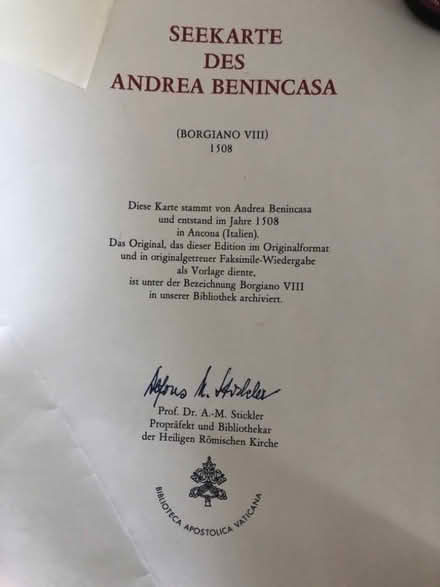 SEEKARTE
DES
ANDREA BENINCASA
(BORGIANO VIII)
1508
Diese Karte stammt von Andrea Benincasa
und entstand im Jahre 1508
in Ancona (Italien).
Das Original, das dieser Edition im Originalformat
und in originalgetreuer Faksimile-Wiedergabe
als Vorlage diente,
ist unter der Bezeichnung Borgiano VIII
in unserer Bibliothek archiviert.
Alfons M. Stickler
Prof. Dr. A.-M. Stickler
Propräfekt und Bibliothekar
der Heiligen Römischen Kirche
BIBLIOTECA APOSTOLICA VATICANA